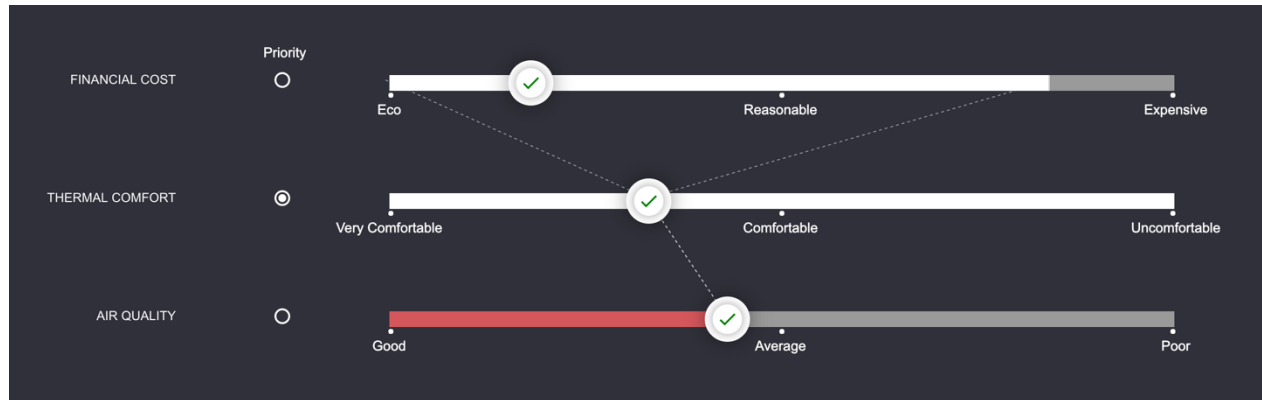 Priority
FINANCIAL COST
Eco
Reasonable
Expensive
THERMAL COMFORT
Very Comfortable
Comfortable
Uncomfortable
AIR QUALITY
Good
Average
Poor